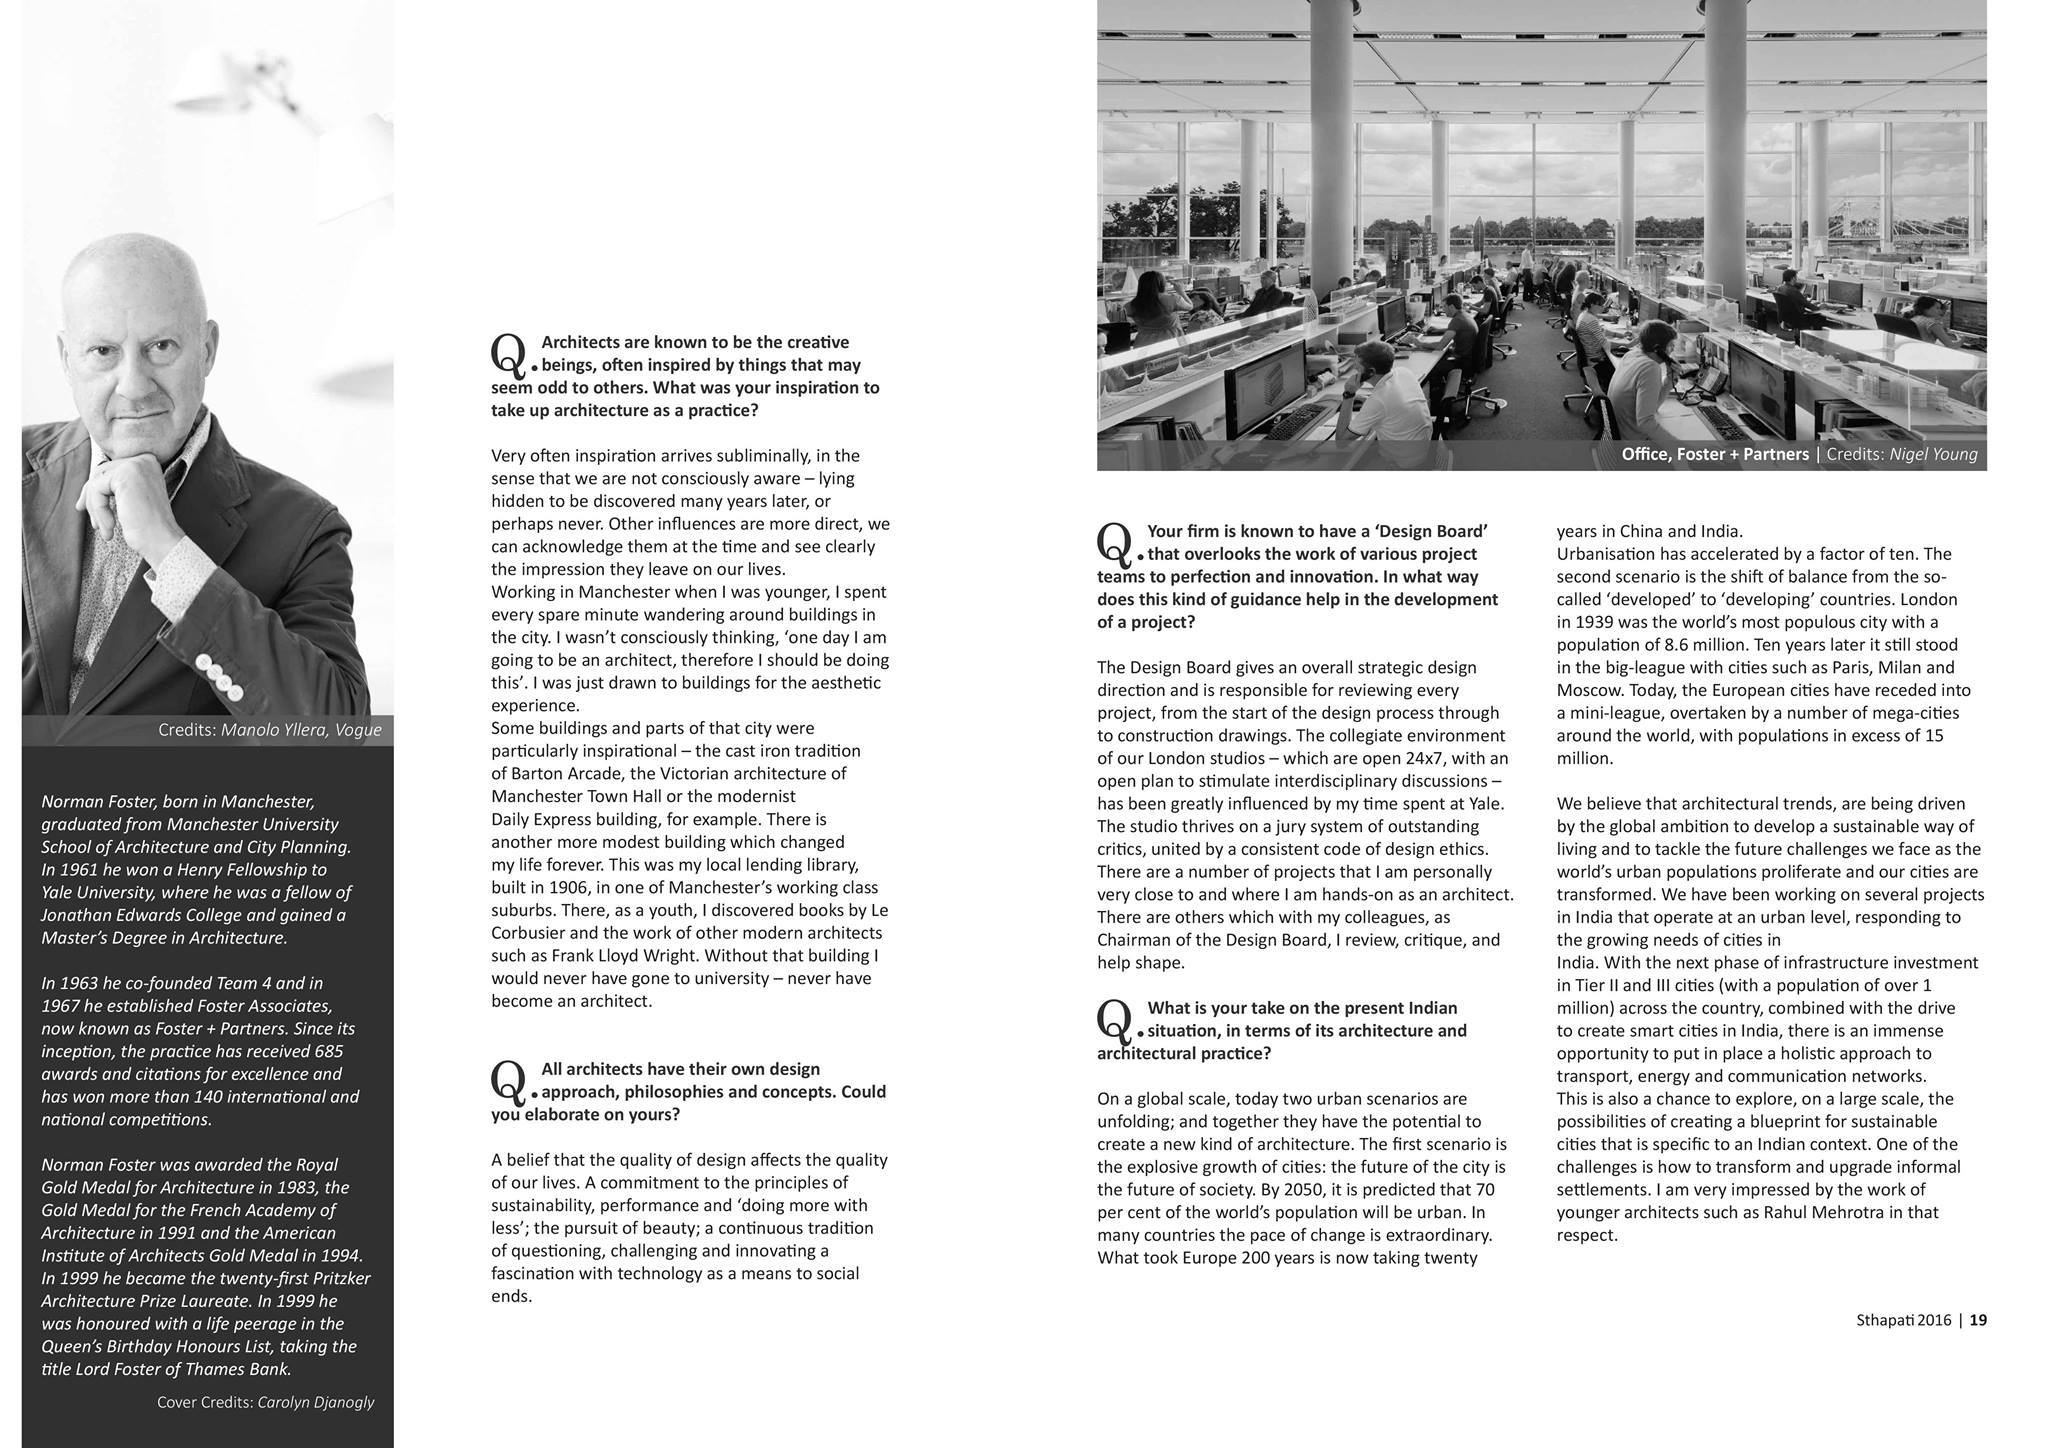 Credits: Manolo Yllera, Vogue
Norman Foster, born in Manchester,
graduated from Manchester University
School of Architecture and City Planning.
In 1961 he won a Henry Fellowship to
Yale University, where he was a fellow of
Jonathan Edwards College and gained a
Master’s Degree in Architecture.
In 1963 he co-founded Team 4 and in
1967 he established Foster Associates,
now known as Foster + Partners. Since its
inception, the practice has received 685
awards and citations for excellence and
has won more than 140 international and
national competitions.
Norman Foster was awarded the Royal
Gold Medal for Architecture in 1983, the
Gold Medal for the French Academy of
Architecture in 1991 and the American
Institute of Architects Gold Medal in 1994.
In 1999 he became the twenty-first Pritzker
Architecture Prize Laureate. In 1999 he
was honoured with a life peerage in the
Queen’s Birthday Honours List, taking the
title Lord Foster of Thames Bank.
Cover Credits: Carolyn Djanogly
Q. Architects are known to be the creative
beings, often inspired by things that may
seem odd to others. What was your inspiration to
take up architecture as a practice?
Very often inspiration arrives subliminally, in the
sense that we are not consciously aware – lying
hidden to be discovered many years later, or
perhaps never. Other influences are more direct, we
can acknowledge them at the time and see clearly
the impression they leave on our lives.
Working in Manchester when I was younger, I spent
every spare minute wandering around buildings in
the city. I wasn’t consciously thinking, ‘one day I am
going to be an architect, therefore I should be doing
this’. I was just drawn to buildings for the aesthetic
experience.
Some buildings and parts of that city were
particularly inspirational – the cast iron tradition
of Barton Arcade, the Victorian architecture of
Manchester Town Hall or the modernist
Daily Express building, for example. There is
another more modest building which changed
my life forever. This was my local lending library,
built in 1906, in one of Manchester’s working class
suburbs. There, as a youth, I discovered books by Le
Corbusier and the work of other modern architects
such as Frank Lloyd Wright. Without that building I
would never have gone to university – never have
become an architect.
Q. All architects have their own design
approach, philosophies and concepts. Could
you elaborate on yours?
A belief that the quality of design affects the quality
of our lives. A commitment to the principles of
sustainability, performance and ‘doing more with
less’; the pursuit of beauty; a continuous tradition
of questioning, challenging and innovating a
fascination with technology as a means to social
ends.
Office, Foster + Partners | Credits: Nigel Young
Q. Your firm is known to have a ‘Design Board’
that overlooks the work of various project
teams to perfection and innovation. In what way
does this kind of guidance help in the development
of a project?
The Design Board gives an overall strategic design
direction and is responsible for reviewing every
project, from the start of the design process through
to construction drawings. The collegiate environment
of our London studios – which are open 24x7, with an
open plan to stimulate interdisciplinary discussions –
has been greatly influenced by my time spent at Yale.
The studio thrives on a jury system of outstanding
critics, united by a consistent code of design ethics.
There are a number of projects that I am personally
very close to and where I am hands-on as an architect.
There are others which with my colleagues, as
Chairman of the Design Board, I review, critique, and
help shape.
Q. What is your take on the present Indian
situation, in terms of its architecture and
architectural practice?
On a global scale, today two urban scenarios are
unfolding; and together they have the potential to
create a new kind of architecture. The first scenario is
the explosive growth of cities: the future of the city is
the future of society. By 2050, it is predicted that 70
per cent of the world’s population will be urban. In
many countries the pace of change is extraordinary.
What took Europe 200 years is now taking twenty
years in China and India.
Urbanisation has accelerated by a factor of ten. The
second scenario is the shift of balance from the so-
called ‘developed’ to ‘developing’ countries. London
in 1939 was the world’s most populous city with a
population of 8.6 million. Ten years later it still stood
in the big-league with cities such as Paris, Milan and
Moscow. Today, the European cities have receded into
a mini-league, overtaken by a number of mega-cities
around the world, with populations in excess of 15
million.
We believe that architectural trends, are being driven
by the global ambition to develop a sustainable way of
living and to tackle the future challenges we face as the
world’s urban populations proliferate and our cities are
transformed. We have been working on several projects
in India that operate at an urban level, responding to
the growing needs of cities in
India. With the next phase of infrastructure investment
in Tier II and III cities (with a population of over 1
million) across the country, combined with the drive
to create smart cities in India, there is an immense
opportunity to put in place a holistic approach to
transport, energy and communication networks.
This is also a chance to explore, on a large scale, the
possibilities of creating a blueprint for sustainable
cities that is specific to an Indian context. One of the
challenges is how to transform and upgrade informal
settlements. I am very impressed by the work of
younger architects such as Rahul Mehrotra in that
respect.
Sthapati 2016 | 19